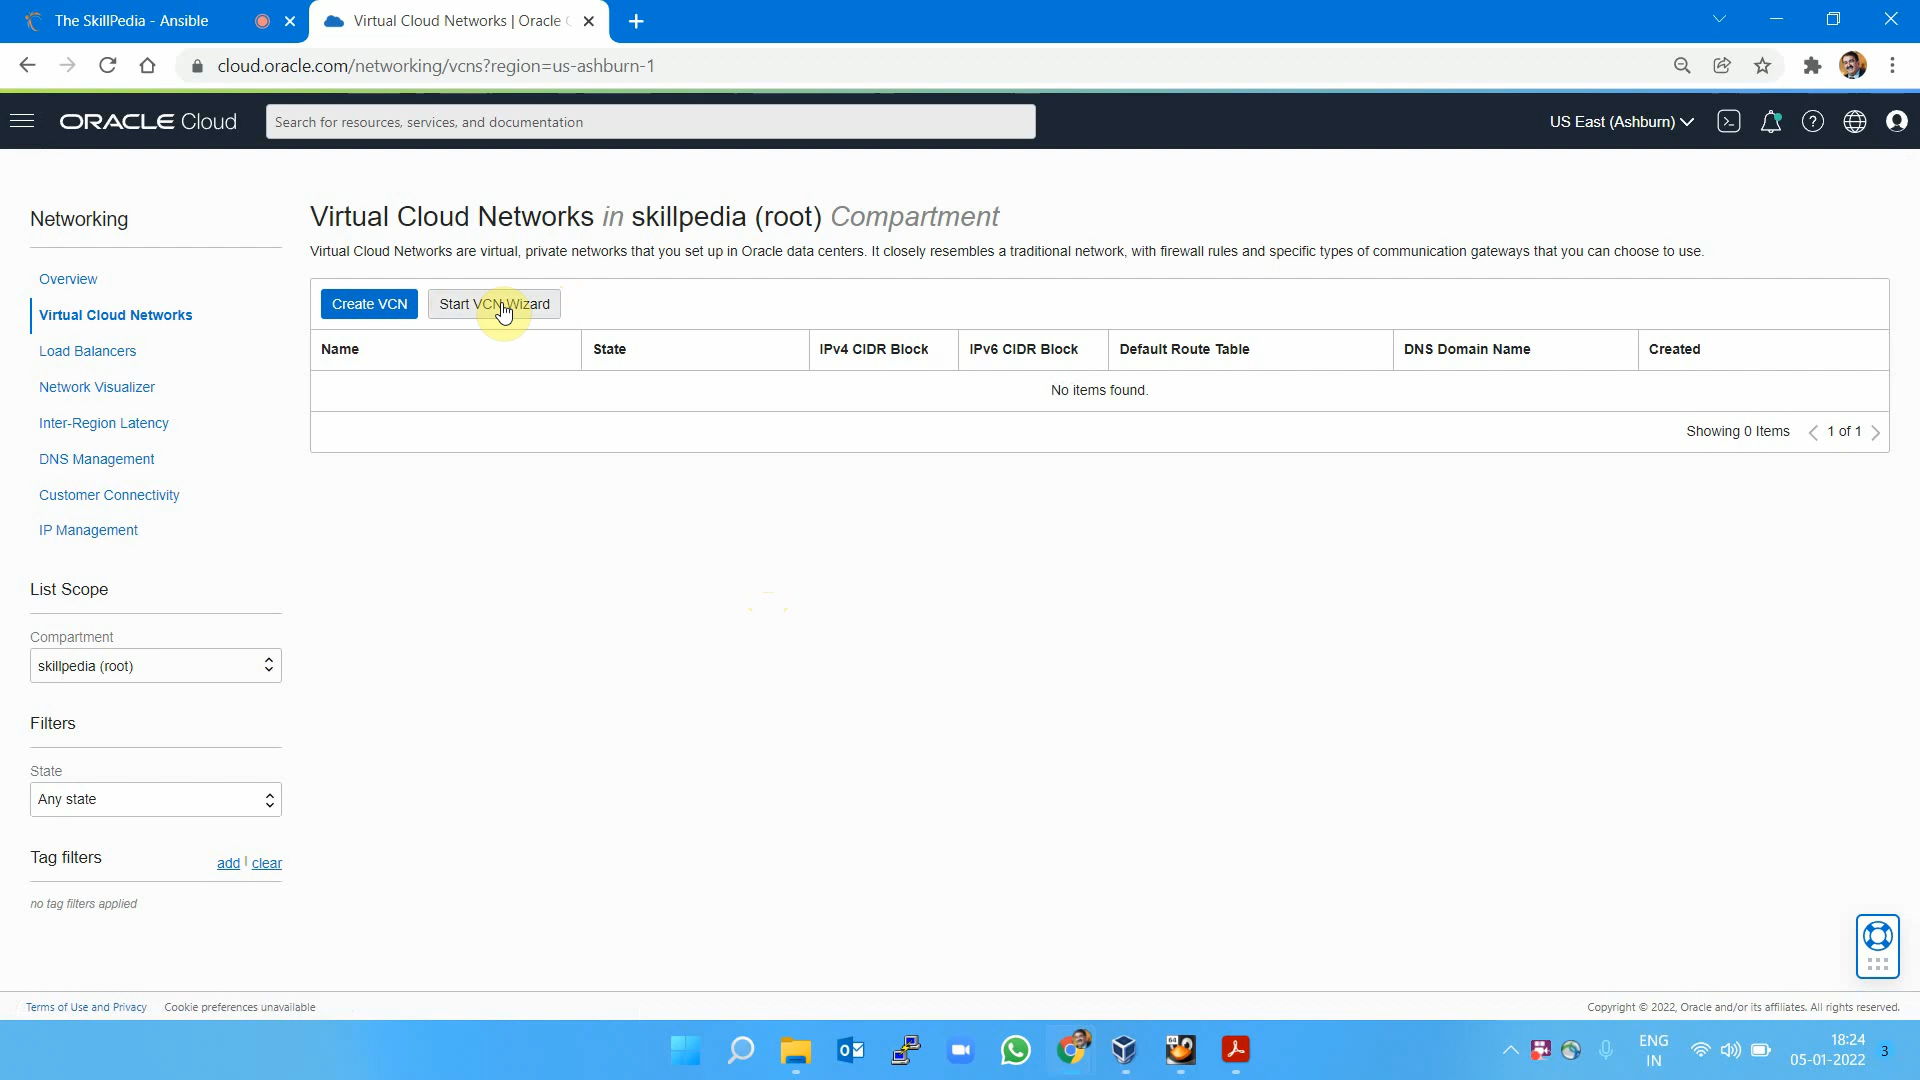 The SkillPedia - Ansible
Virtual Cloud Networks | Oracle
cloud.oracle.com/networking/vcns?region=us-ashburn-1
ORACLE Cloud
Search for resources, services, and documentation
US East (Ashburn)
Networking
Overview
Virtual Cloud Networks
Load Balancers
Network Visualizer
Inter-Region Latency
DNS Management
Customer Connectivity
IP Management
List Scope
Compartment
skillpedia (root)
Filters
State
Any state
Tag filters
add | clear
no tag filters applied
Virtual Cloud Networks in skillpedia (root) Compartment
Virtual Cloud Networks are virtual, private networks that you set up in Oracle data centers. It closely resembles a traditional network, with firewall rules and specific types of communication gateways that you can choose to use.
Create VCN
Start VCN Wizard
Name State IPv4 CIDR Block IPv6 CIDR Block Default Route Table DNS Domain Name Created
No items found.
Showing 0 Items 1 of 1
Terms of Use and Privacy Cookie preferences unavailable
Copyright © 2022, Oracle and/or its affiliates. All rights reserved.
64
ENG
IN
18:24
05-01-2022
3